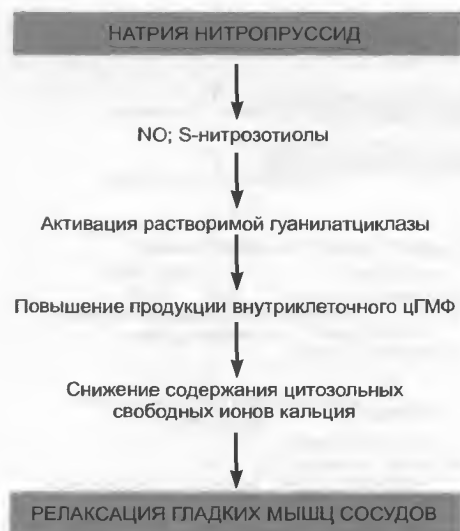 НАТРИЯ НИТРОПРУССИД
NO; S-нитрозотиолы
Активация растворимой гуанилатциклазы
Повышение продукции внутриклеточного цГМФ
Снижение содержания цитозольных
свободных ионов кальция
РЕЛАКСАЦИЯ ГЛАДКИХ МЫШЦ СОСУДОВ